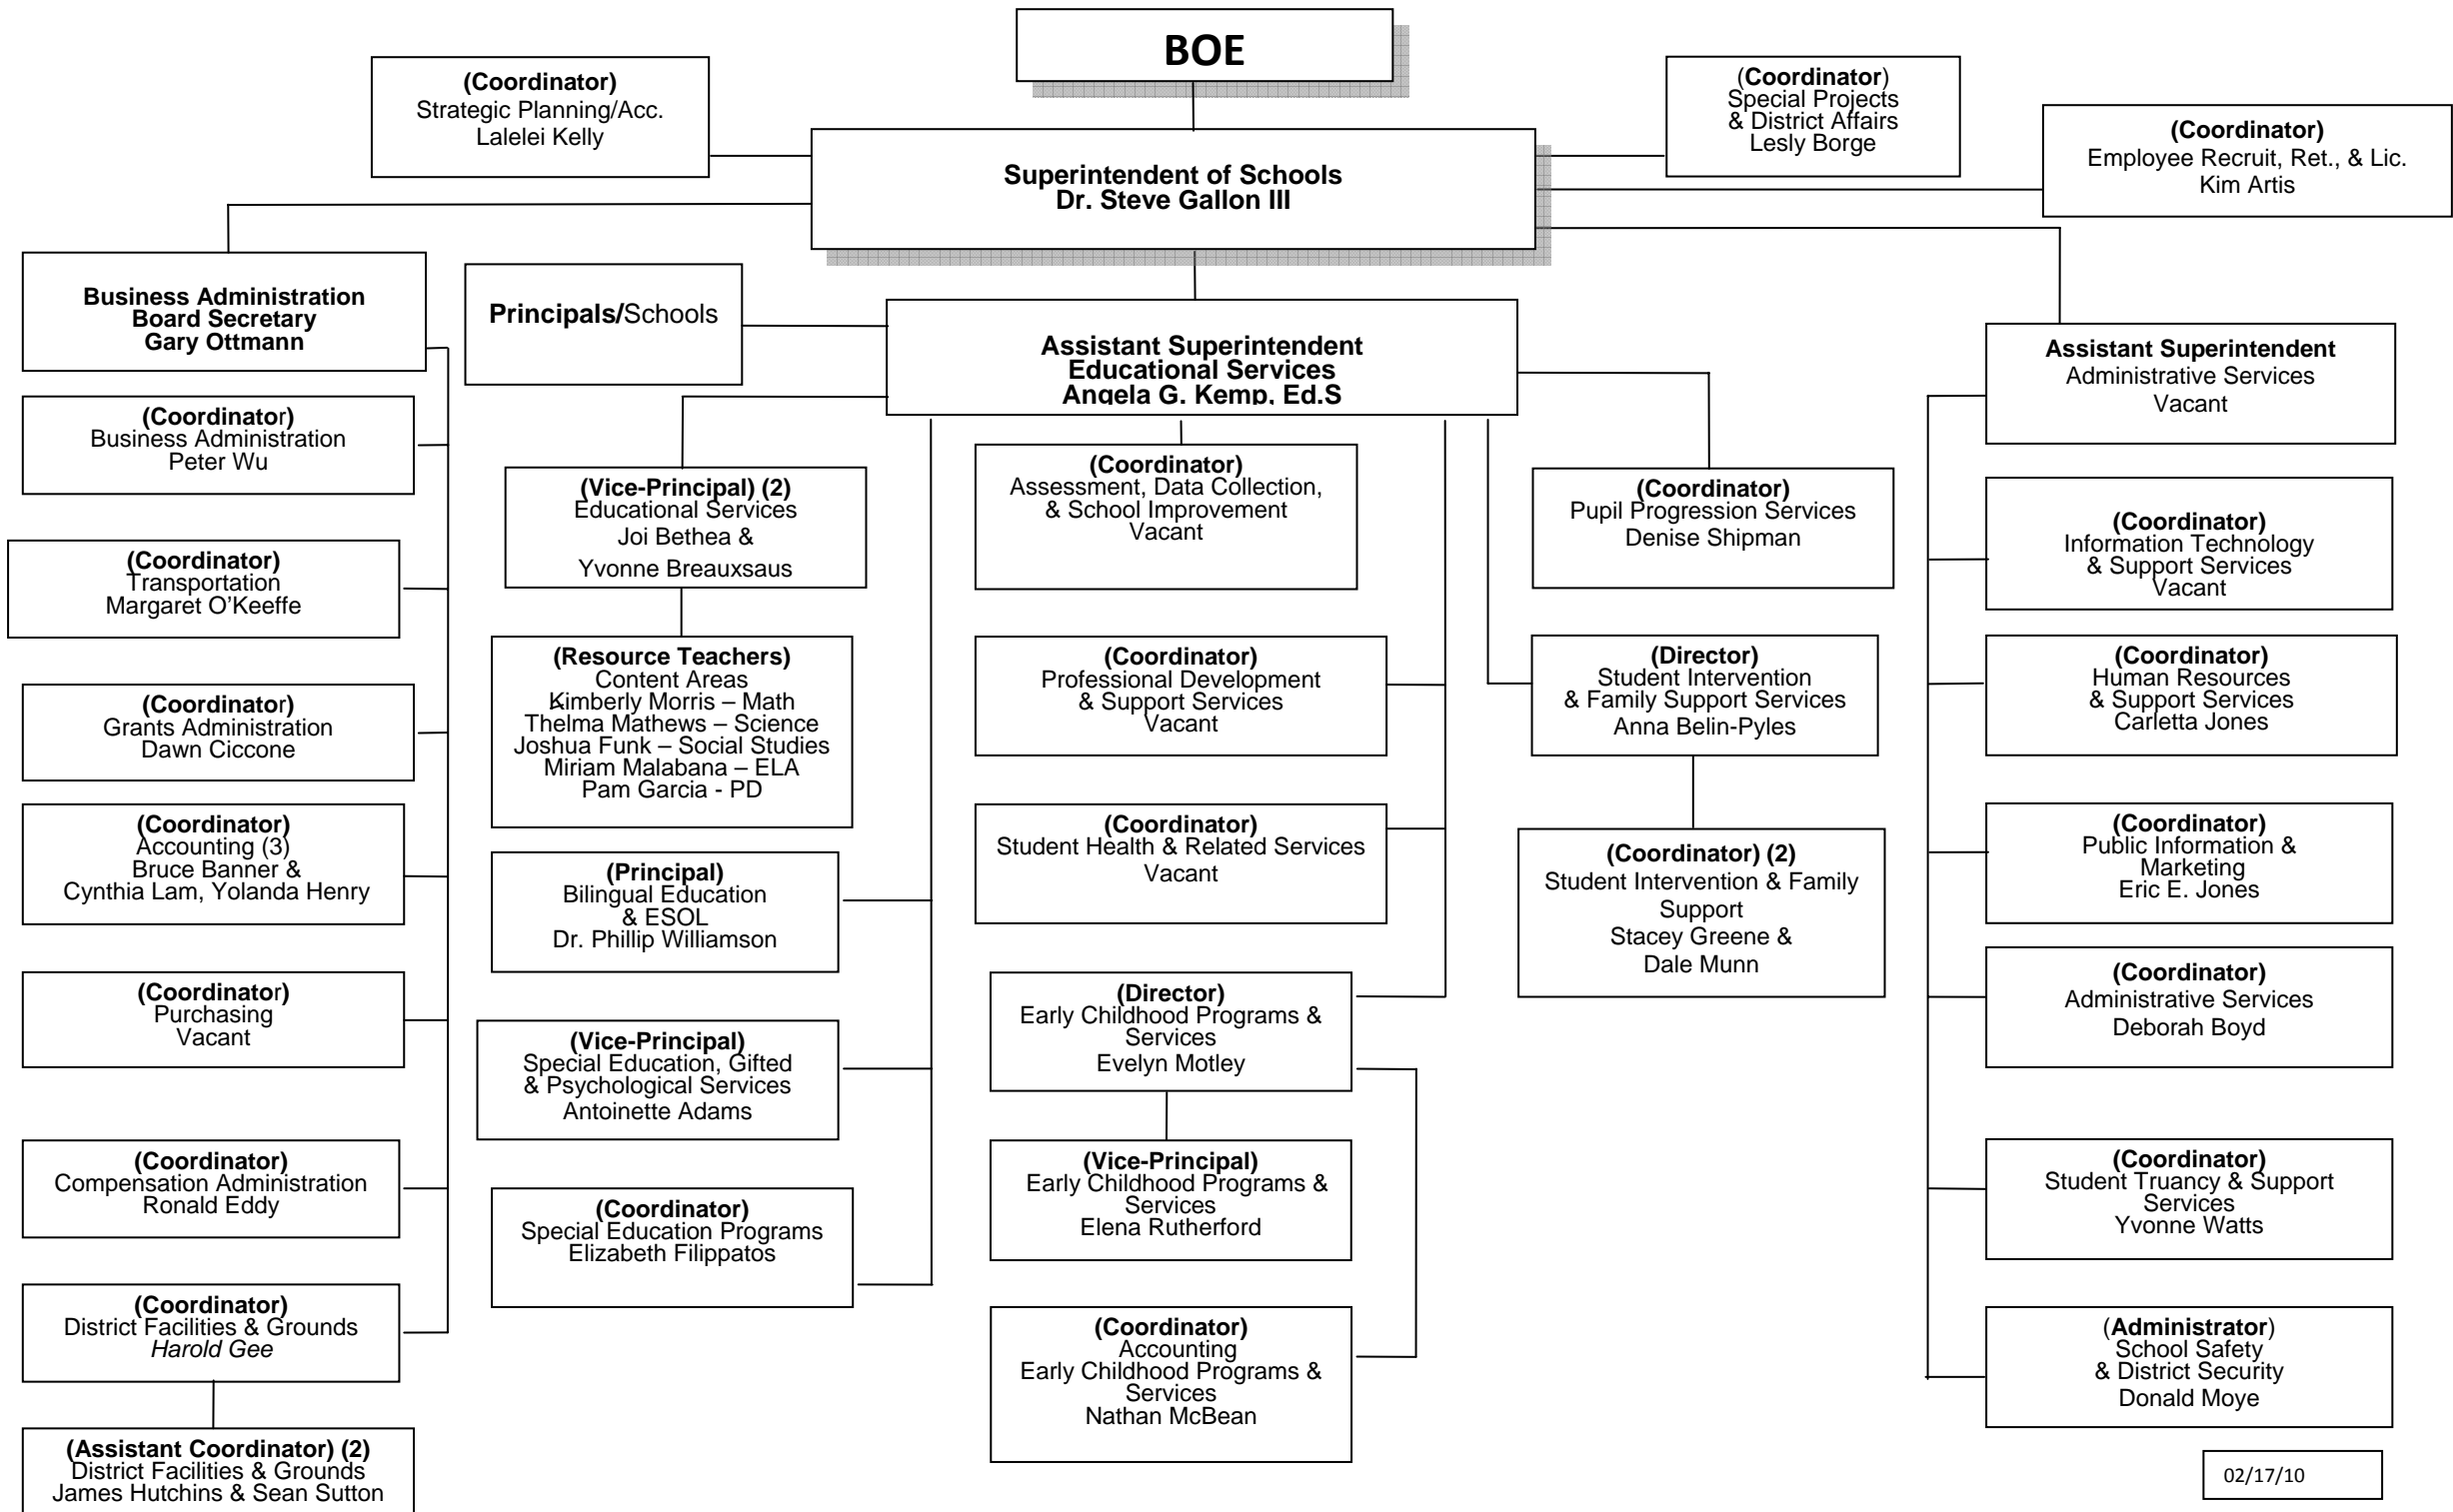 BOE
(Coordinator)
Strategic Planning/Acc.
Lalelei Kelly
(Coordinator)
Special Projects
& District Affairs
Lesly Borge
(Coordinator)
Employee Recruit, Ret., & Lic.
Kim Artis
Superintendent of Schools
Dr. Steve Gallon III
Business Administration
Board Secretary
Gary Ottmann
Principals/Schools
Assistant Superintendent
Educational Services
Angela G. Kemp, Ed.S
Assistant Superintendent
Administrative Services
Vacant
(Coordinator)
Business Administration
Peter Wu
(Coordinator)
Transportation
Margaret O’Keeffe
(Coordinator)
Grants Administration
Dawn Ciccone
(Coordinator)
Accounting (3)
Bruce Banner &
Cynthia Lam, Yolanda Henry
(Coordinator)
Purchasing
Vacant
(Coordinator)
Compensation Administration
Ronald Eddy
(Coordinator)
District Facilities & Grounds
Harold Gee
(Assistant Coordinator) (2)
District Facilities & Grounds
James Hutchins & Sean Sutton
(Vice-Principal) (2)
Educational Services
Joi Bethea &
Yvonne Breauxsaus
(Resource Teachers)
Content Areas
Kimberly Morris – Math
Thelma Mathews – Science
Joshua Funk – Social Studies
Miriam Malabana – ELA
Pam Garcia - PD
(Principal)
Bilingual Education
& ESOL
Dr. Phillip Williamson
(Vice-Principal)
Special Education, Gifted
& Psychological Services
Antoinette Adams
(Coordinator)
Special Education Programs
Elizabeth Filippatos
(Coordinator)
Assessment, Data Collection,
& School Improvement
Vacant
(Coordinator)
Professional Development
& Support Services
Vacant
(Coordinator)
Student Health & Related Services
Vacant
(Director)
Early Childhood Programs &
Services
Evelyn Motley
(Vice-Principal)
Early Childhood Programs &
Services
Elena Rutherford
(Coordinator)
Accounting
Early Childhood Programs &
Services
Nathan McBean
(Coordinator)
Pupil Progression Services
Denise Shipman
(Director)
Student Intervention
& Family Support Services
Anna Belin-Pyles
(Coordinator) (2)
Student Intervention & Family
Support
Stacey Greene &
Dale Munn
(Coordinator)
Information Technology
& Support Services
Vacant
(Coordinator)
Human Resources
& Support Services
Carletta Jones
(Coordinator)
Public Information &
Marketing
Eric E. Jones
(Coordinator)
Administrative Services
Deborah Boyd
(Coordinator)
Student Truancy & Support
Services
Yvonne Watts
(Administrator)
School Safety
& District Security
Donald Moye
02/17/10